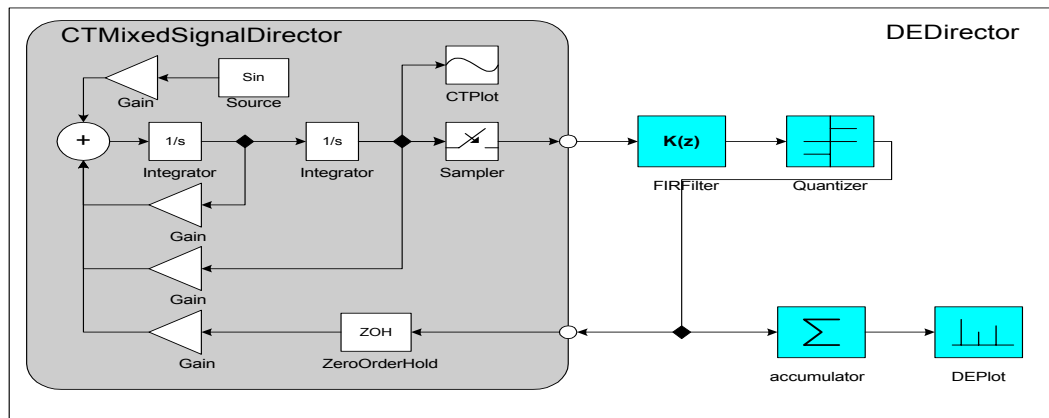 CTMixedSignalDirector
DEDirector
Sin
Gain
Source
CTPlot
+
1/s
1/s
K(z)
Integrator
Integrator
Sampler
FIRFilter
Quantizer
Gain
Gain
ZOH
Σ
Gain
ZeroOrderHold
accumulator
DEPlot